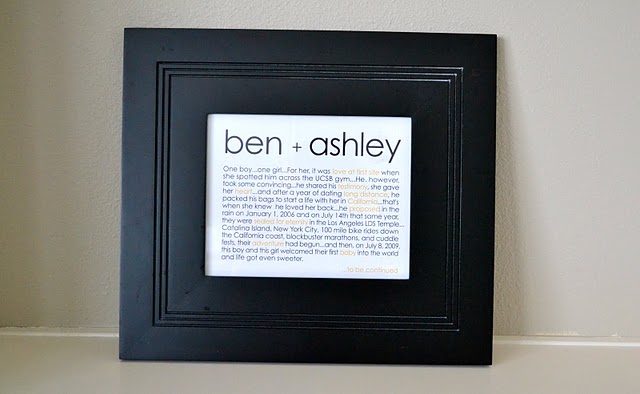 ben + ashley
One boy...one girl...For her, it was love at first site when
she spotted him across the UCSB gym...He, however,
took some convincing...he shared his testimony, she gave
her heart...and after a year of dating long distance, he
packed his bags to start a life with her in California...that's
when she knew he loved her back...he proposed in the
rain on January 1, 2006 and on July 14th that same year,
they were sealed for eternity in the Los Angeles LDS Temple...
Catalina Island, New York City, 100 mile bike rides down
the California coast, blockbuster marathons, and cuddle
fests, their adventure had begun...and then, on July 8, 2009,
this boy and this girl welcomed their first baby into the world
and life got even sweeter.
...to be continued